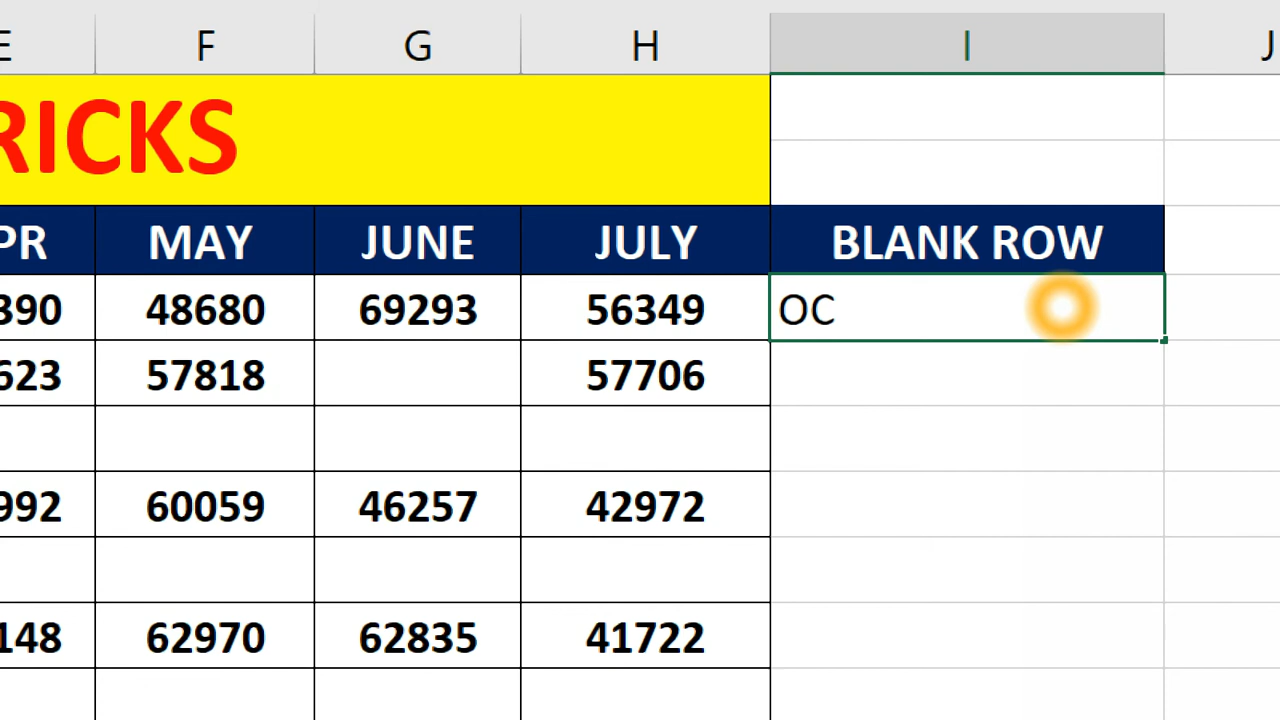 E F G H I J
RICKS
PR MAY JUNE JULY BLANK ROW
390 48680 69293 56349 OC
623 57818 57706
992 60059 46257 42972
148 62970 62835 41722